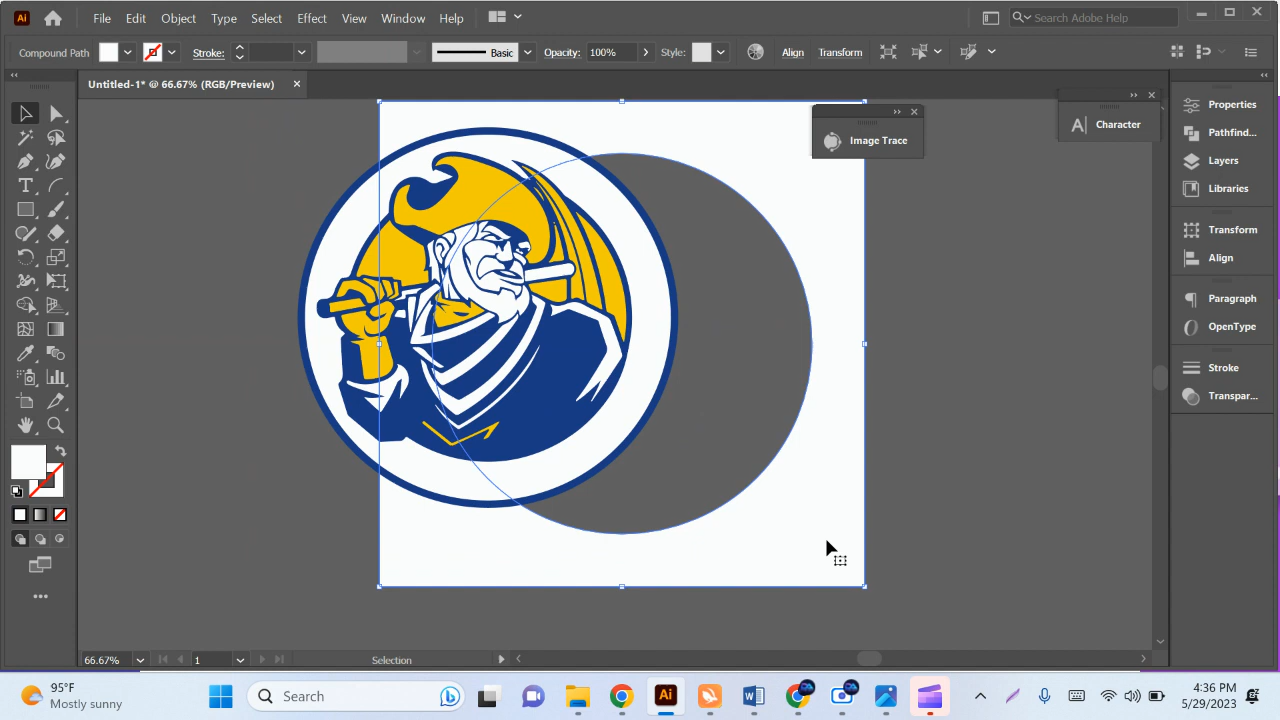 Ai File Edit Object Type Select Effect View Window Help Search Adobe Help
Compound Path Stroke: Basic Opacity: 100% Style: Align Transform
Untitled-1* @ 66.67% (RGB/Preview)
Character
Image Trace
Properties
Pathfind...
Layers
Libraries
Transform
Align
Paragraph
OpenType
Stroke
Transpar...
66.67% 1 Selection
95°F
Mostly sunny
Search
Ai
4:36 PM
5/29/2023